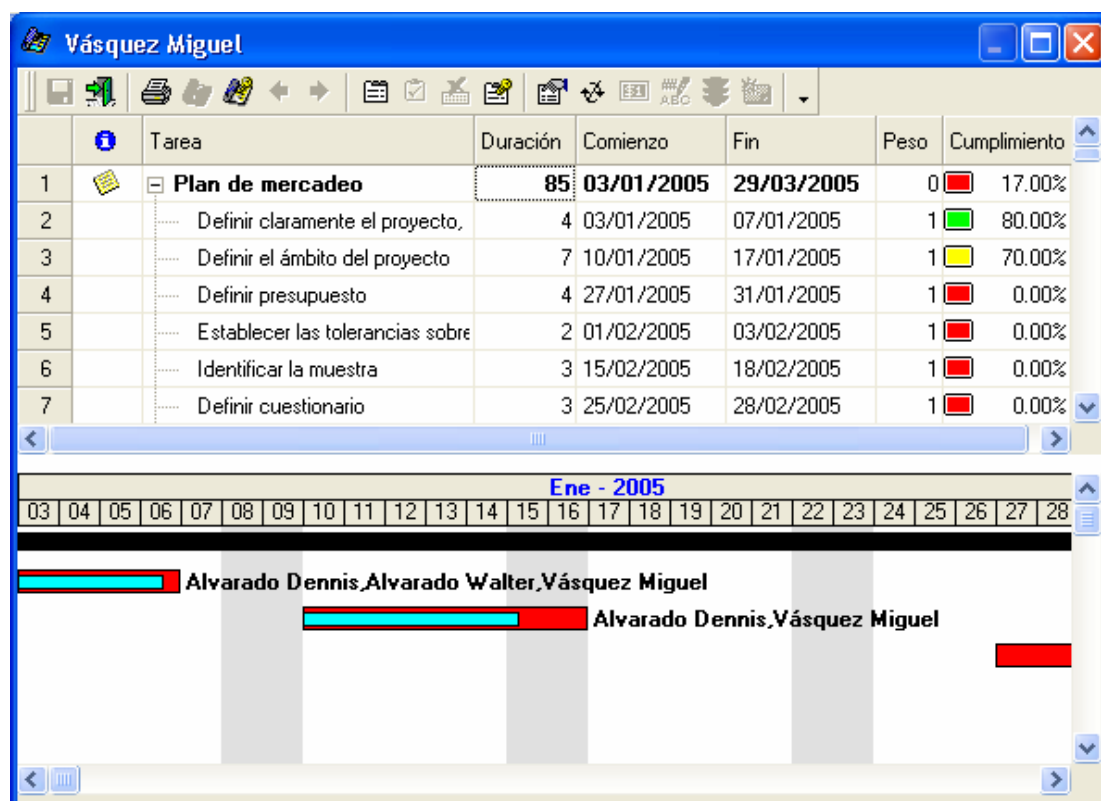 Vásquez Miguel
ABC
Tarea Duración Comienzo Fin Peso Cumplimiento
1 Plan de mercadeo 85 03/01/2005 29/03/2005 0 17.00%
2 Definir claramente el proyecto, 4 03/01/2005 07/01/2005 1 80.00%
3 Definir el ámbito del proyecto 7 10/01/2005 17/01/2005 1 70.00%
4 Definir presupuesto 4 27/01/2005 31/01/2005 1 0.00%
5 Establecer las tolerancias sobre 2 01/02/2005 03/02/2005 1 0.00%
6 Identificar la muestra 3 15/02/2005 18/02/2005 1 0.00%
7 Definir cuestionario 3 25/02/2005 28/02/2005 1 0.00%
Ene - 2005
03 04 05 06 07 08 09 10 11 12 13 14 15 16 17 18 19 20 21 22 23 24 25 26 27 28
Alvarado Dennis,Alvarado Walter,Vásquez Miguel
Alvarado Dennis,Vásquez Miguel